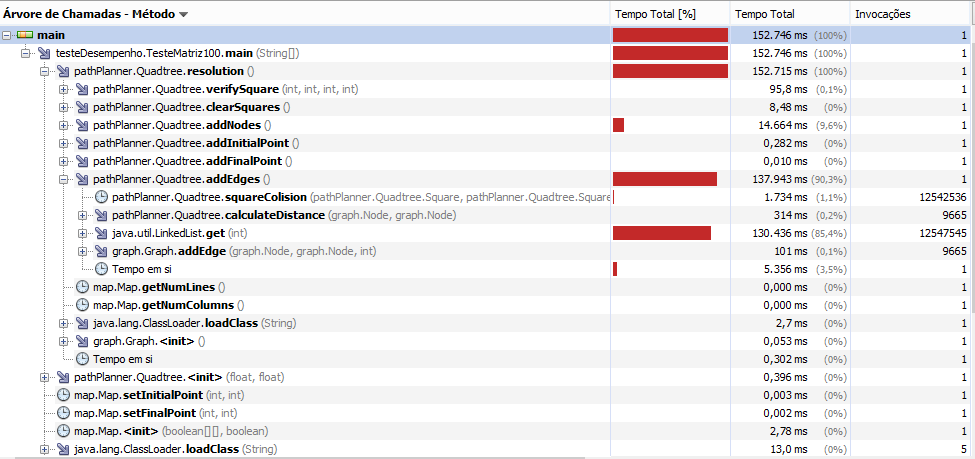 Árvore de Chamadas - Método Tempo Total [%] Tempo Total Invocações
main 152.746 ms (100%) 1
testeDesempenho.TesteMatriz100.main (String[]) 152.746 ms (100%) 1
pathPlanner.Quadtree.resolution () 152.715 ms (100%) 1
pathPlanner.Quadtree.verifySquare (int, int, int, int) 95,8 ms (0,1%) 1
pathPlanner.Quadtree.clearSquares () 8,48 ms (0%) 1
pathPlanner.Quadtree.addNodes () 14.664 ms (9,6%) 1
pathPlanner.Quadtree.addInitialPoint () 0,282 ms (0%) 1
pathPlanner.Quadtree.addFinalPoint () 0,010 ms (0%) 1
pathPlanner.Quadtree.addEdges () 137.943 ms (90,3%) 1
pathPlanner.Quadtree.squareColision (pathPlanner.Quadtree.Square, pathPlanner.Quadtree.Square 1.734 ms (1,1%) 12542536
pathPlanner.Quadtree.calculateDistance (graph.Node, graph.Node) 314 ms (0,2%) 9665
java.util.LinkedList.get (int) 130.436 ms (85,4%) 12547545
graph.Graph.addEdge (graph.Node, graph.Node, int) 101 ms (0,1%) 9665
Tempo em si 5.356 ms (3,5%) 1
map.Map.getNumLines () 0,000 ms (0%) 1
map.Map.getNumColumns () 0,000 ms (0%) 1
java.lang.ClassLoader.loadClass (String) 2,7 ms (0%) 1
graph.Graph.<init> () 0,053 ms (0%) 1
Tempo em si 0,302 ms (0%) 1
pathPlanner.Quadtree.<init> (float, float) 0,396 ms (0%) 1
map.Map.setInitialPoint (int, int) 0,003 ms (0%) 1
map.Map.setFinalPoint (int, int) 0,002 ms (0%) 1
map.Map.<init> (boolean[][], boolean) 2,78 ms (0%) 1
java.lang.ClassLoader.loadClass (String) 13,0 ms (0%) 5